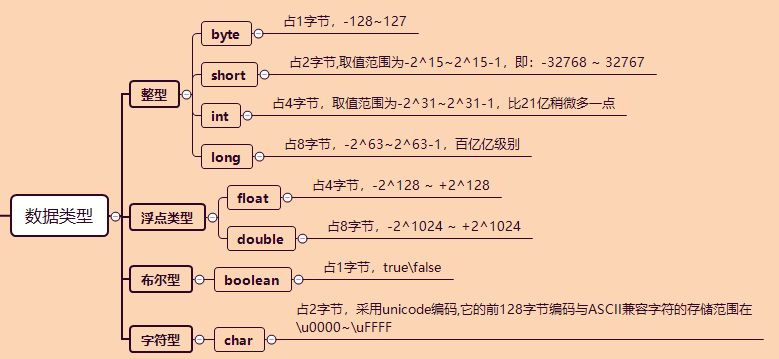 数据类型
整型
byte
占1字节，-128~127
short
占2字节,取值范围为-2^15~2^15-1，即：-32768 ~ 32767
int
占4字节，取值范围为-2^31~2^31-1，比21亿稍微多一点
long
占8字节，-2^63~2^63-1，百亿亿级别
浮点类型
float
占4字节，-2^128 ~ +2^128
double
占8字节，-2^1024 ~ +2^1024
布尔型
boolean
占1字节，true\false
字符型
char
占2字节，采用unicode编码,它的前128字节编码与ASCII兼容字符的存储范围在
\u0000~\uFFFF